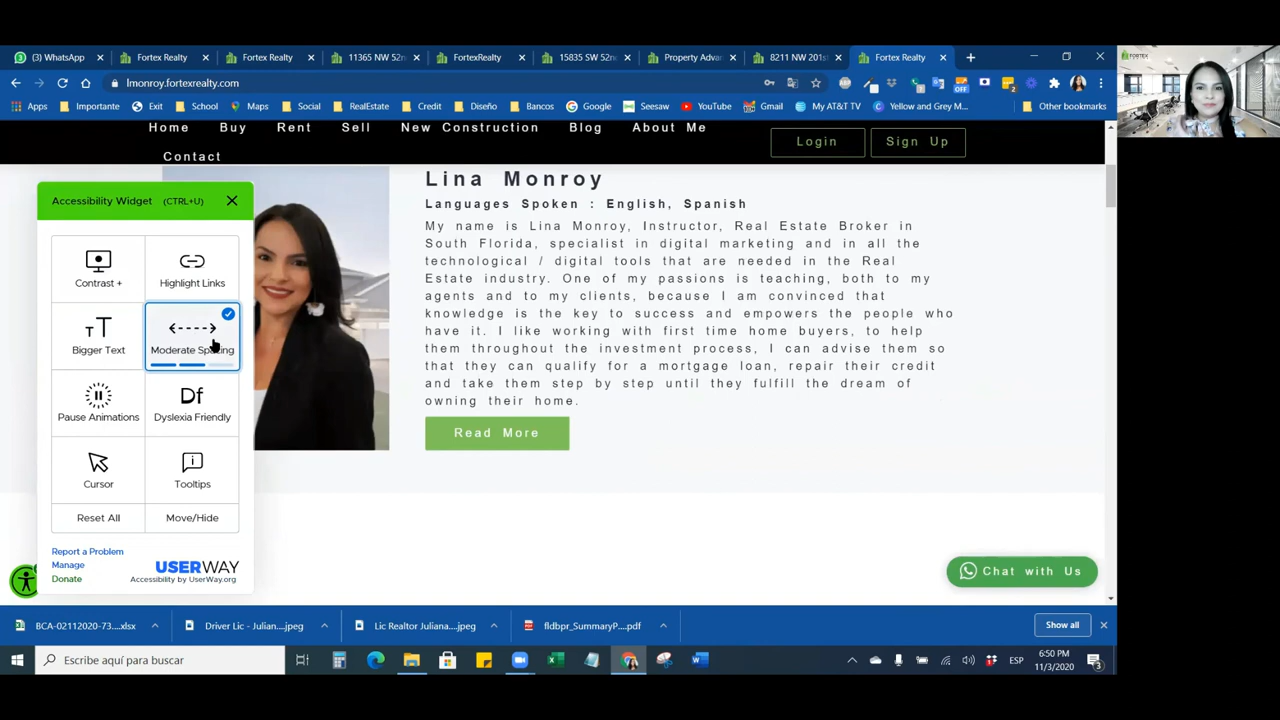 (3) WhatsApp
Fortex Realty
Fortex Realty
11365 NW 52n
FortexRealty
15835 SW 52n
Property Advan
8211 NW 201s
Fortex Realty
FORTEX
lmonroy.fortexrealty.com
Apps
Importante
Exit
School
Maps
Social
RealEstate
Credit
Diseño
Bancos
Google
Seesaw
YouTube
Gmail
My AT&T TV
Yellow and Grey M...
Other bookmarks
Home Buy Rent Sell New Construction Blog About Me
Contact
Login
Sign Up
Accessibility Widget (CTRL+U)
Contrast +
Highlight Links
Bigger Text
Moderate Spacing
Pause Animations
Df
Dyslexia Friendly
Cursor
Tooltips
Reset All
Move/Hide
Report a Problem
Manage
Donate
USERWAY
Accessibility by UserWay.org
Lina Monroy
Languages Spoken : English, Spanish
My name is Lina Monroy, Instructor, Real Estate Broker in
South Florida, specialist in digital marketing and in all the
technological / digital tools that are needed in the Real
Estate industry. One of my passions is teaching, both to my
agents and to my clients, because I am convinced that
knowledge is the key to success and empowers the people who
have it. I like working with first time home buyers, to help
them throughout the investment process, I can advise them so
that they can qualify for a mortgage loan, repair their credit
and take them step by step until they fulfill the dream of
owning their home.
Read More
Chat with Us
BCA-02112020-73....xlsx
Driver Lic - Julian....jpeg
Lic Realtor Juliana....jpeg
fldbpr_SummaryP....pdf
Show all
Escribe aquí para buscar
ESP
6:50 PM
11/3/2020
3